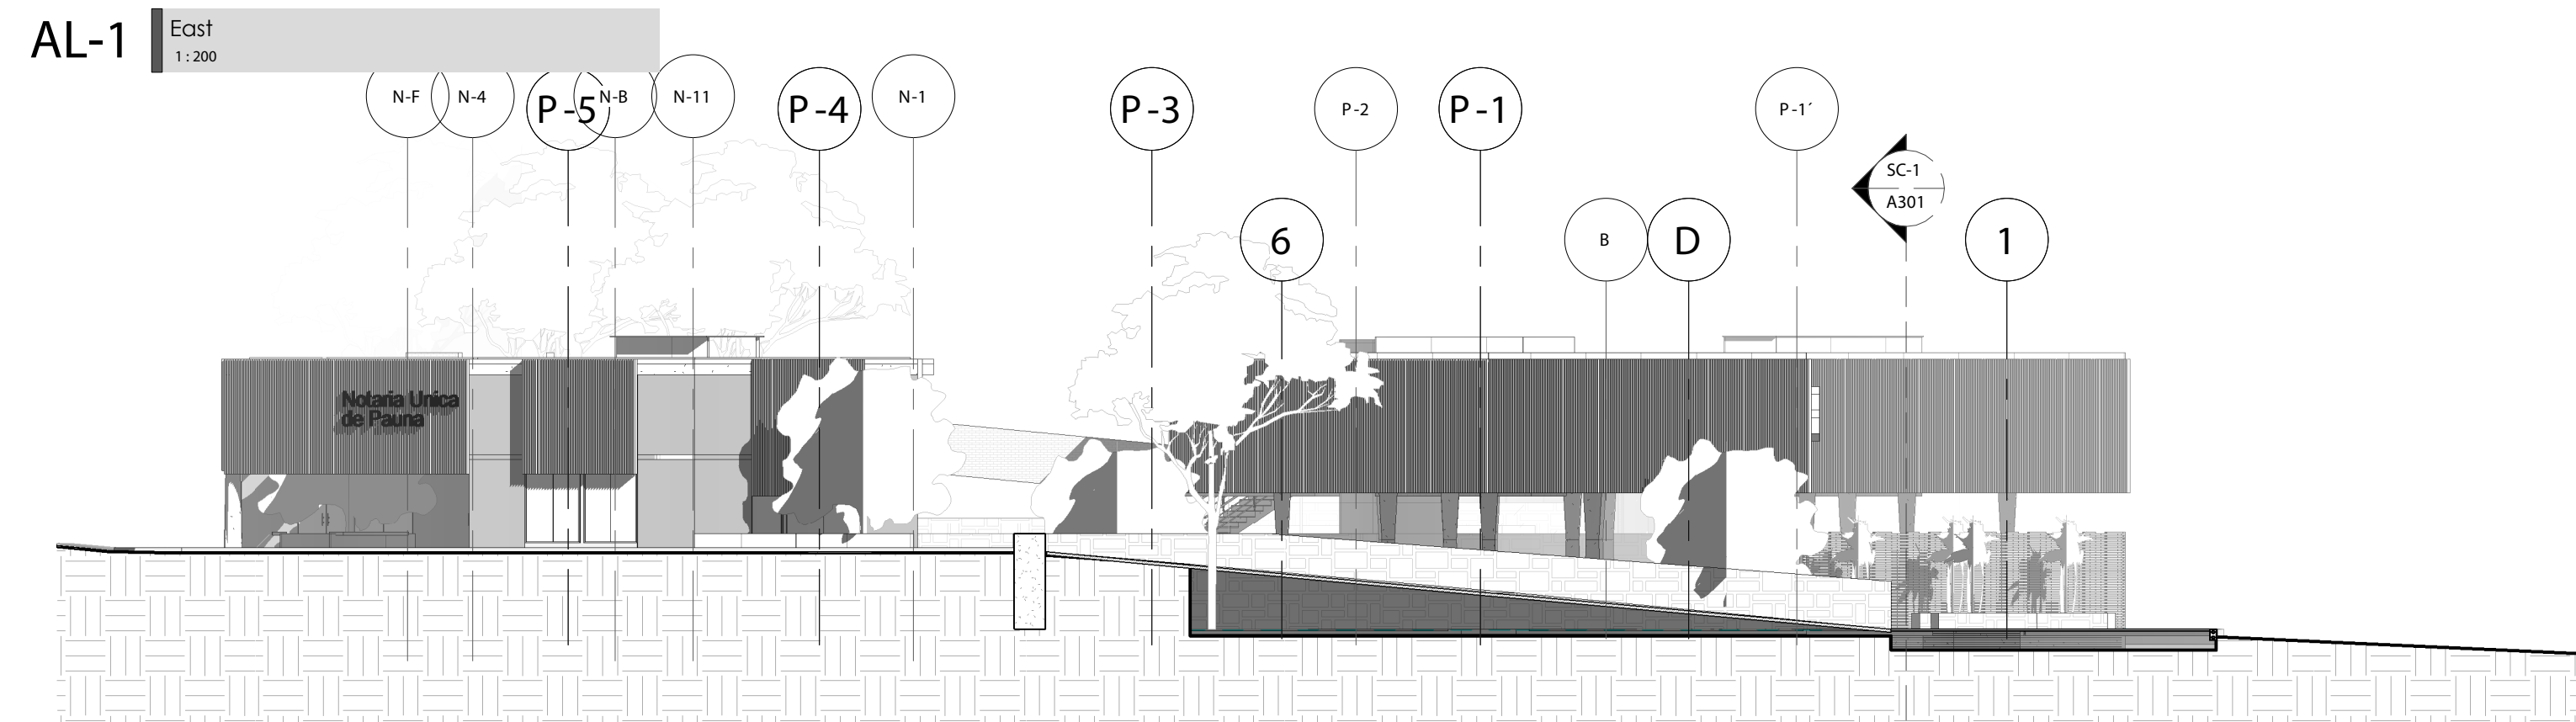 AL-1
East
1 : 200
N-F
N-4
P -5
N-B
N-11
P -4
N-1
P -3
P -2
P -1
P -1´
SC-1
A301
6
B
D
1
Notaria Unica
de Pauna